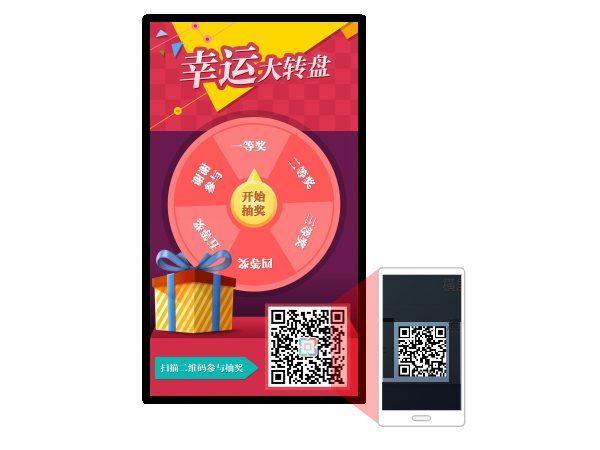 幸运大转盘
一等奖
二等奖
三等奖
四等奖
五等奖
谢谢
参与
开始
抽奖
扫描二维码参与抽奖